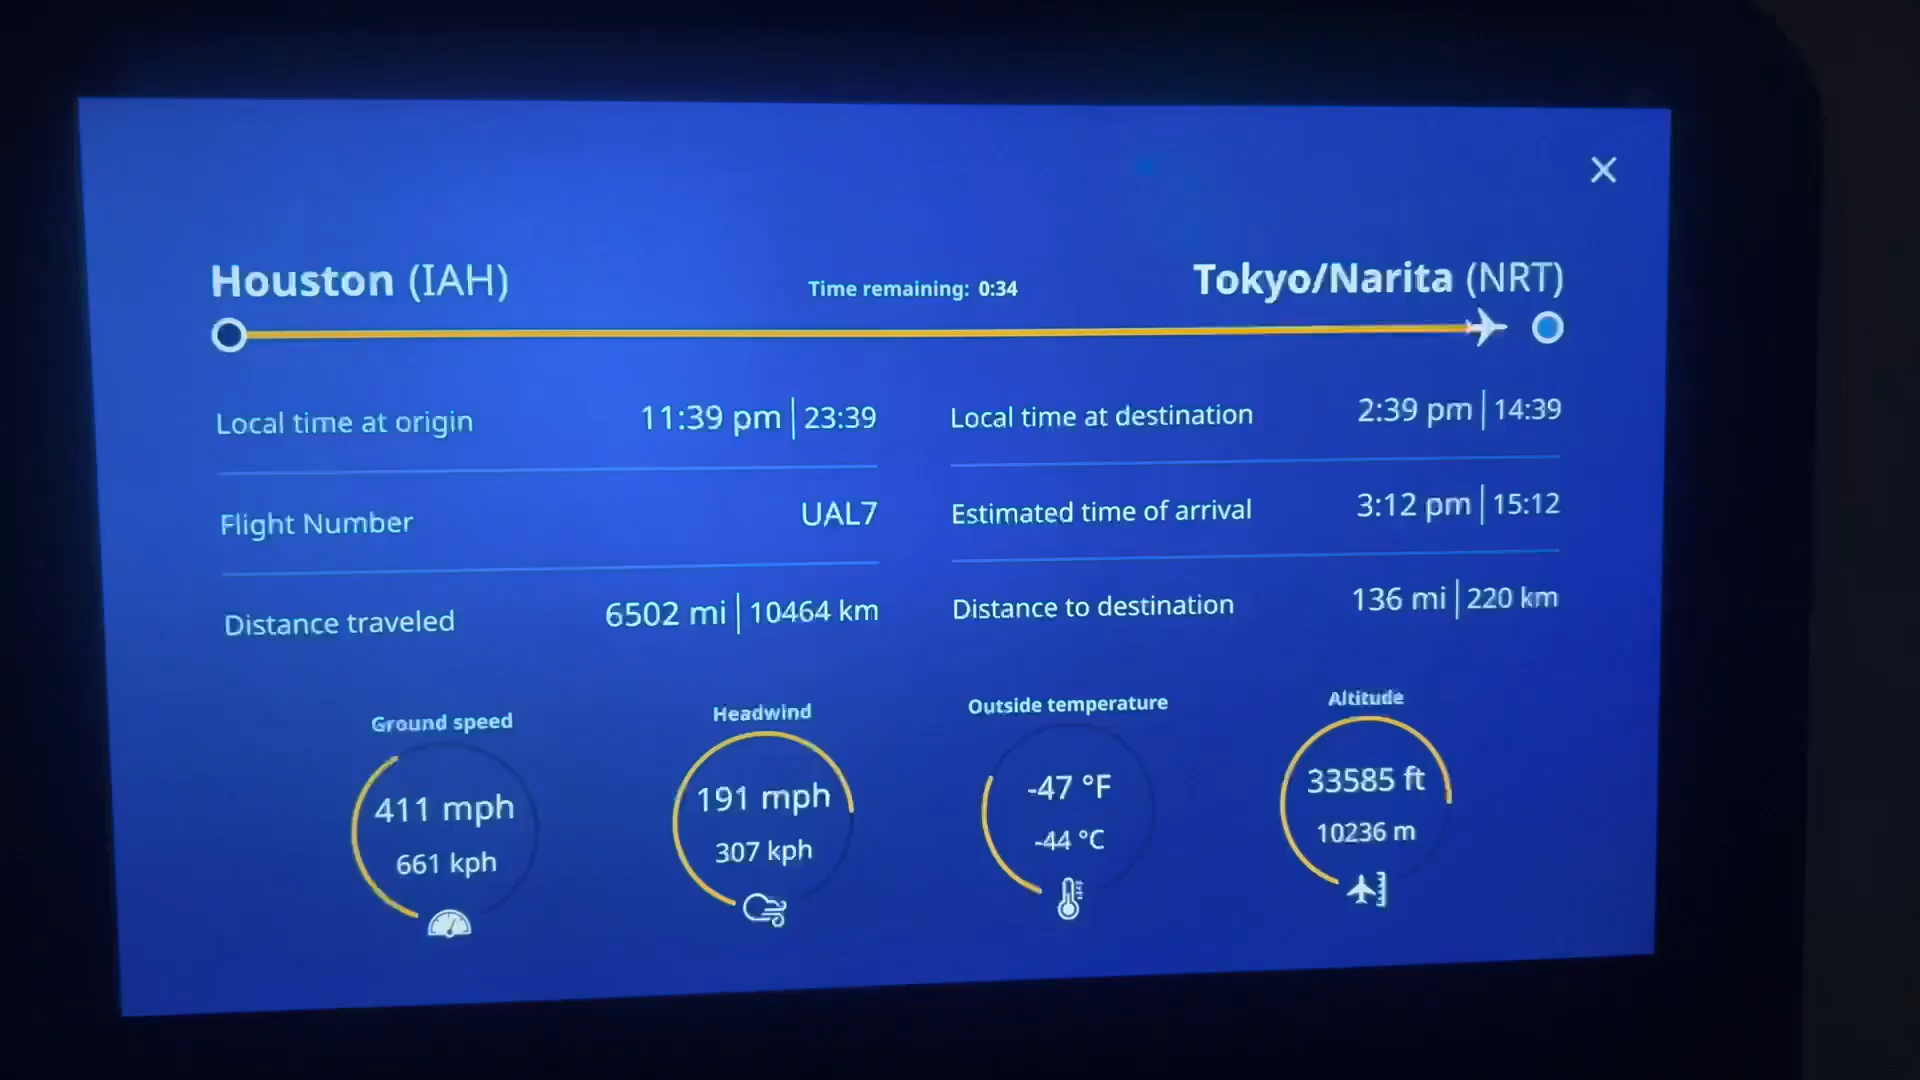 Houston (IAH)
Time remaining: 0:34
Tokyo/Narita (NRT)
Local time at origin 11:39 pm | 23:39
Local time at destination 2:39 pm | 14:39
Flight Number UAL7
Estimated time of arrival 3:12 pm | 15:12
Distance traveled 6502 mi | 10464 km
Distance to destination 136 mi | 220 km
Ground speed
411 mph
661 kph
Headwind
191 mph
307 kph
Outside temperature
-47 °F
-44 °C
Altitude
33585 ft
10236 m